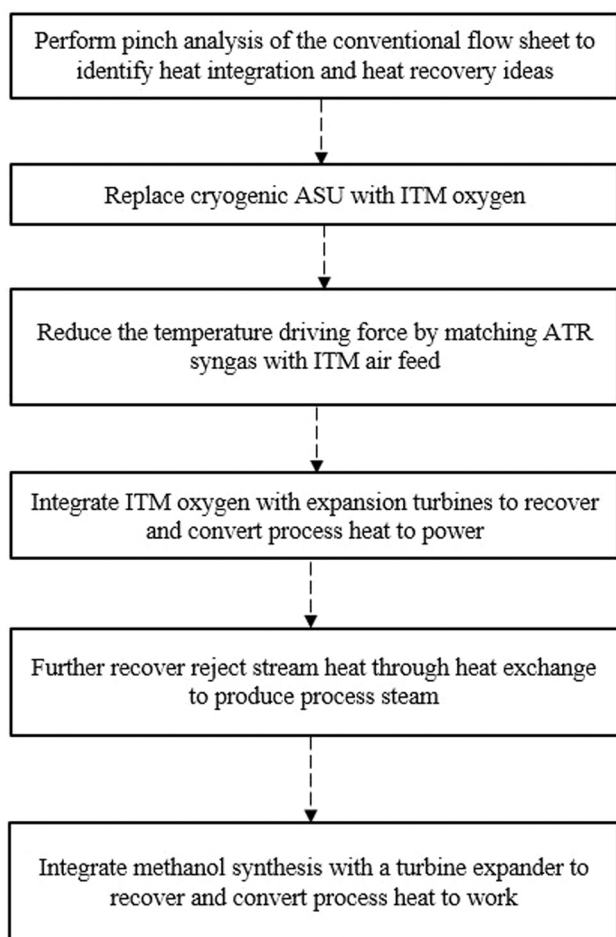 Perform pinch analysis of the conventional flow sheet to
identify heat integration and heat recovery ideas
Replace cryogenic ASU with ITM oxygen
Reduce the temperature driving force by matching ATR
syngas with ITM air feed
Integrate ITM oxygen with expansion turbines to recover
and convert process heat to power
Further recover reject stream heat through heat exchange
to produce process steam
Integrate methanol synthesis with a turbine expander to
recover and convert process heat to work